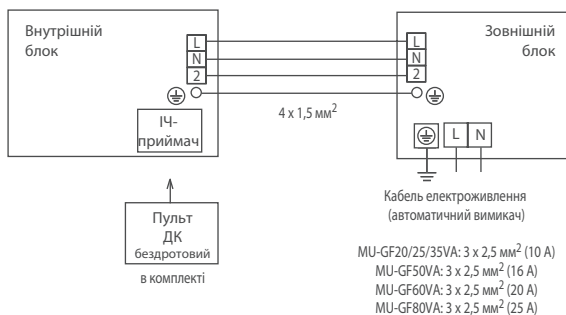 Внутрішній
блок
L
N
2
ІЧ-
приймач
Пульт
ДК
бездротовий
в комплекті
4 x 1,5 мм²
Зовнішній
блок
L
N
2
L N
Кабель електроживлення
(автоматичний вимикач)
MU-GF20/25/35VA: 3 x 2,5 мм² (10 A)
MU-GF50VA: 3 x 2,5 мм² (16 A)
MU-GF60VA: 3 x 2,5 мм² (20 A)
MU-GF80VA: 3 x 2,5 мм² (25 A)